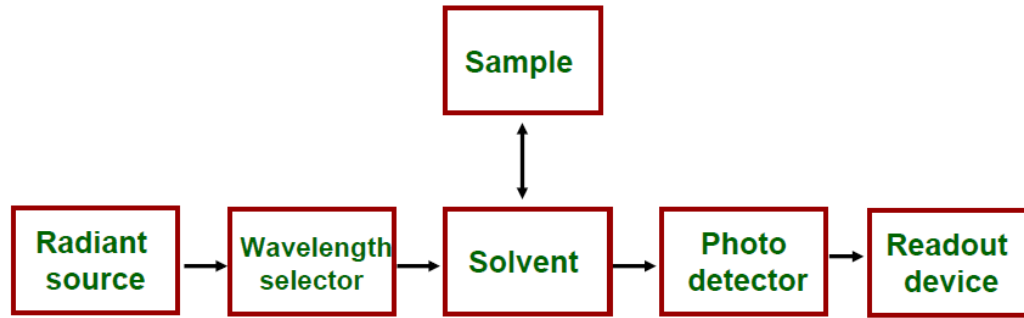 Sample
Radiant
source
Wavelength
selector
Solvent
Photo
detector
Readout
device